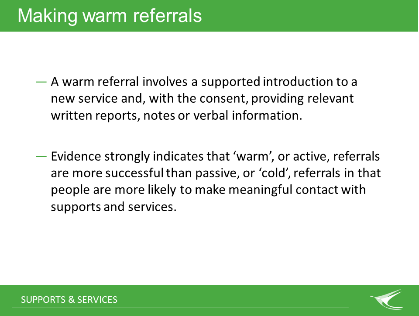 Making warm referrals
— A warm referral involves a supported introduction to a
new service and, with the consent, providing relevant
written reports, notes or verbal information.
— Evidence strongly indicates that ‘warm’, or active, referrals
are more successful than passive, or ‘cold’, referrals in that
people are more likely to make meaningful contact with
supports and services.
SUPPORTS & SERVICES